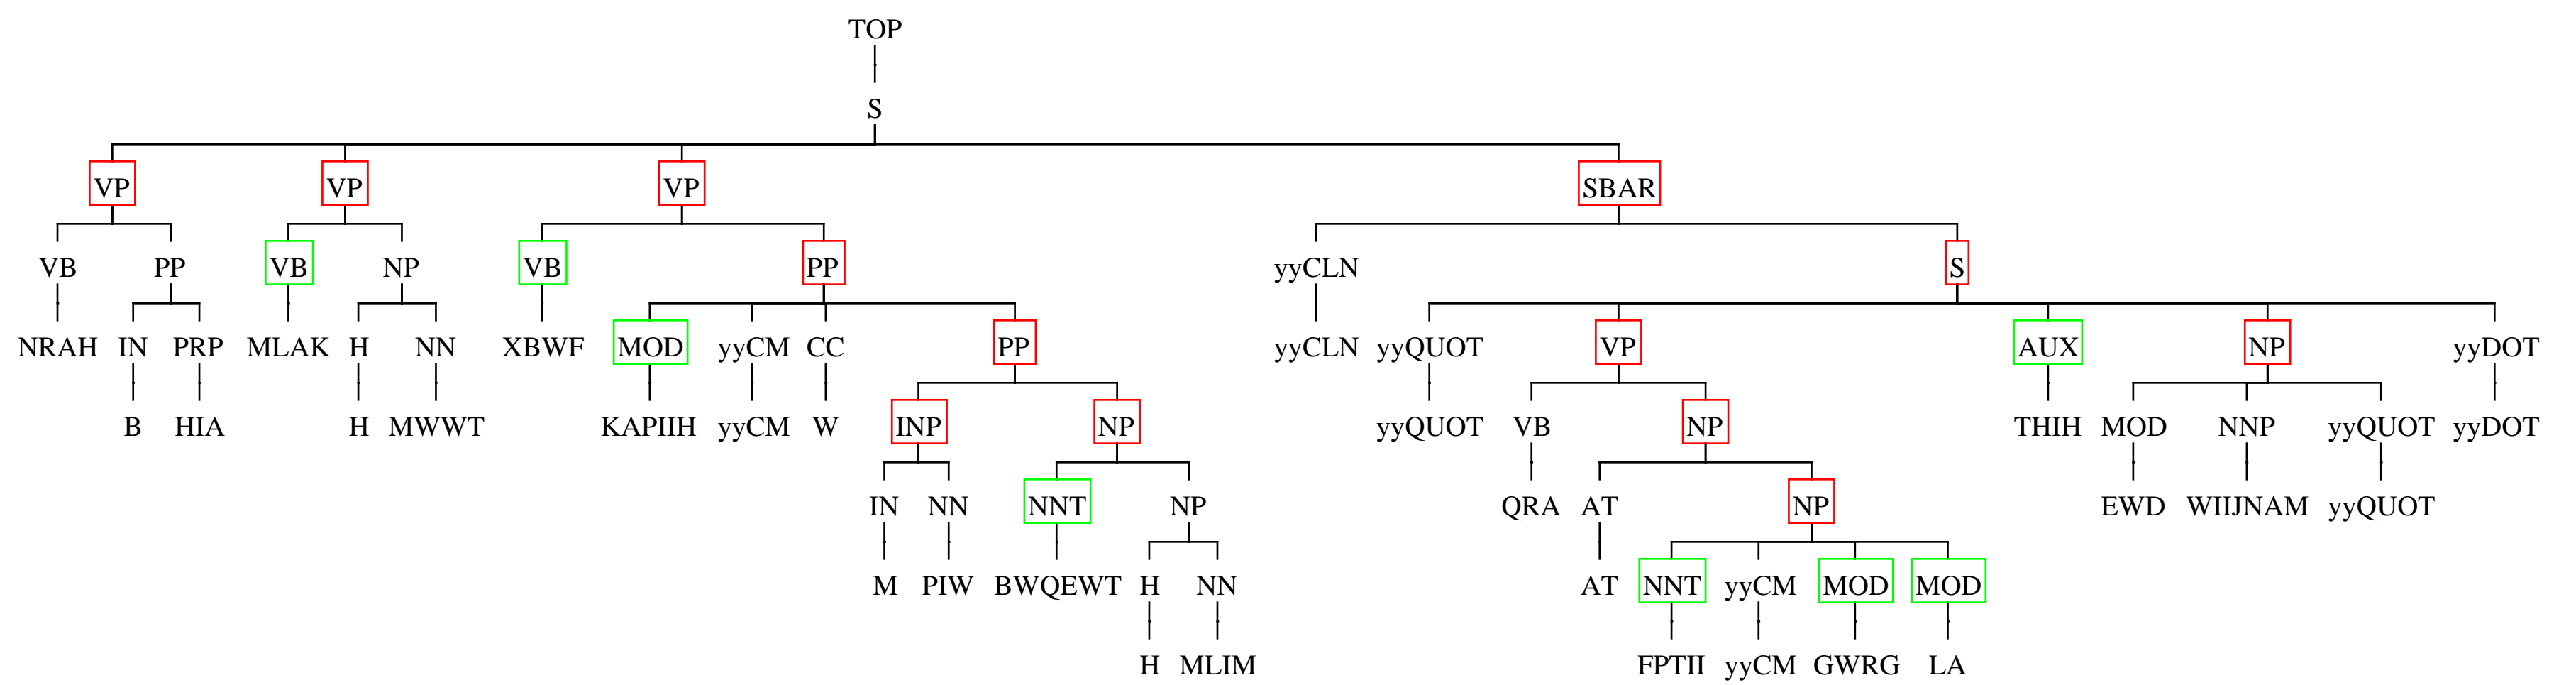 TOP
S
VP VP VP SBAR
VB PP VB NP VB PP yyCLN S
NRAH IN PRP MLAK H NN XBWF MOD yyCM CC PP yyCLN yyQUOT VP AUX NP yyDOT
B HIA H MWWT KAPIIH yyCM W INP NP yyQUOT VB NP THIH MOD NNP yyQUOT yyDOT
IN NN NNT NP QRA AT NP EWD WIIJNAM yyQUOT
M PIW BWQEWT H NN AT NNT yyCM MOD MOD
H MLIM FPTII yyCM GWRG LA